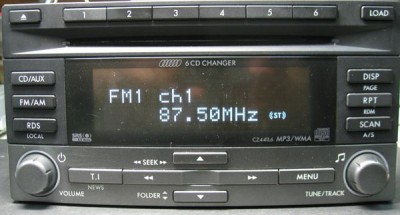 1 2 3 4 5 6 LOAD
6 CD CHANGER
CD/AUX DISP
PAGE
FM/AM FM1 ch1 RPT
RDM
87.50MHz (ST)
RDS SCAN
LOCAL MP3/WMA A/S
SEEK
T.I MENU
VOLUME NEWS FOLDER TUNE/TRACK